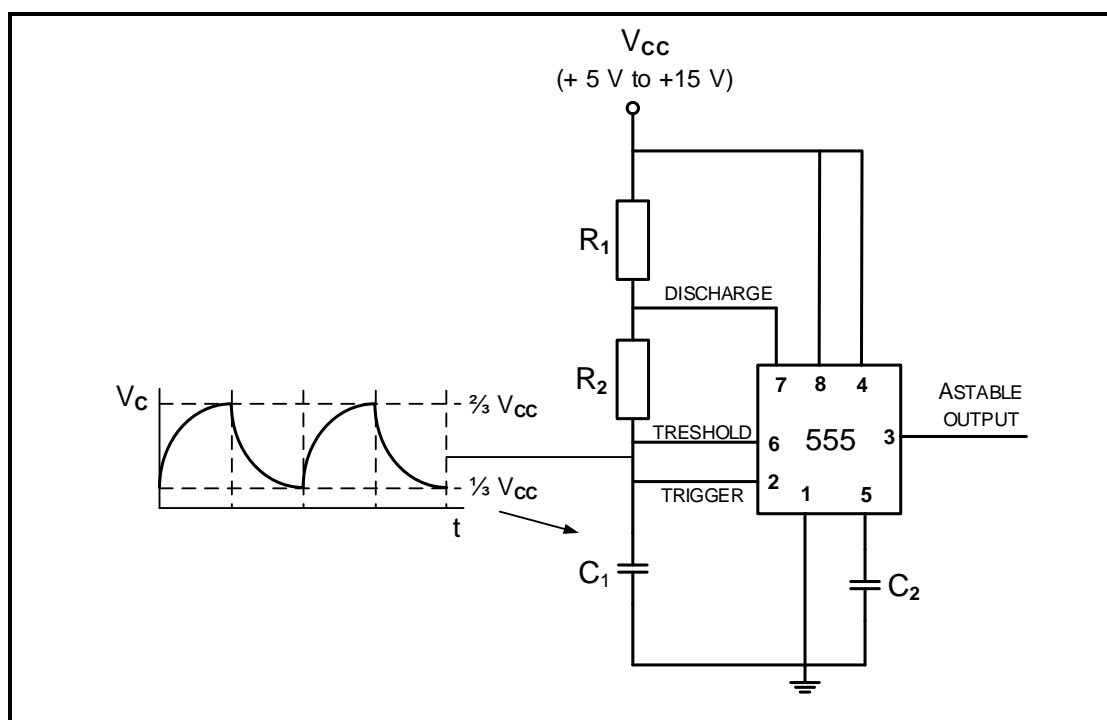 VCC
(+ 5 V to +15 V)
R1
DISCHARGE
R2
7 8 4
ASTABLE
OUTPUT
VC
⅔ VCC
TRESHOLD
6
555
3
2
TRIGGER
1 5
⅓ VCC
t
C1
C2